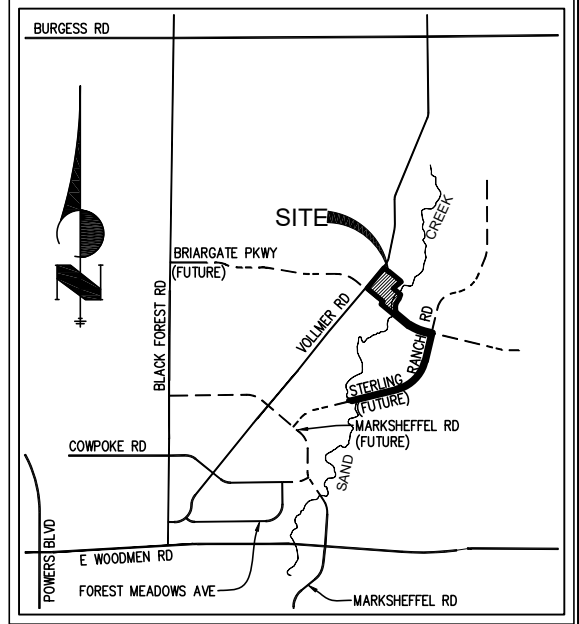 BURGESS RD
SITE
CREEK
BRIARGATE PKWY
(FUTURE)
N
VOLLMER RD
BLACK FOREST RD
STERLING RANCH RD
(FUTURE)
MARKSHEFFEL RD
(FUTURE)
COWPOKE RD
SAND
POWERS BLVD
E WOODMEN RD
FOREST MEADOWS AVE
MARKSHEFFEL RD